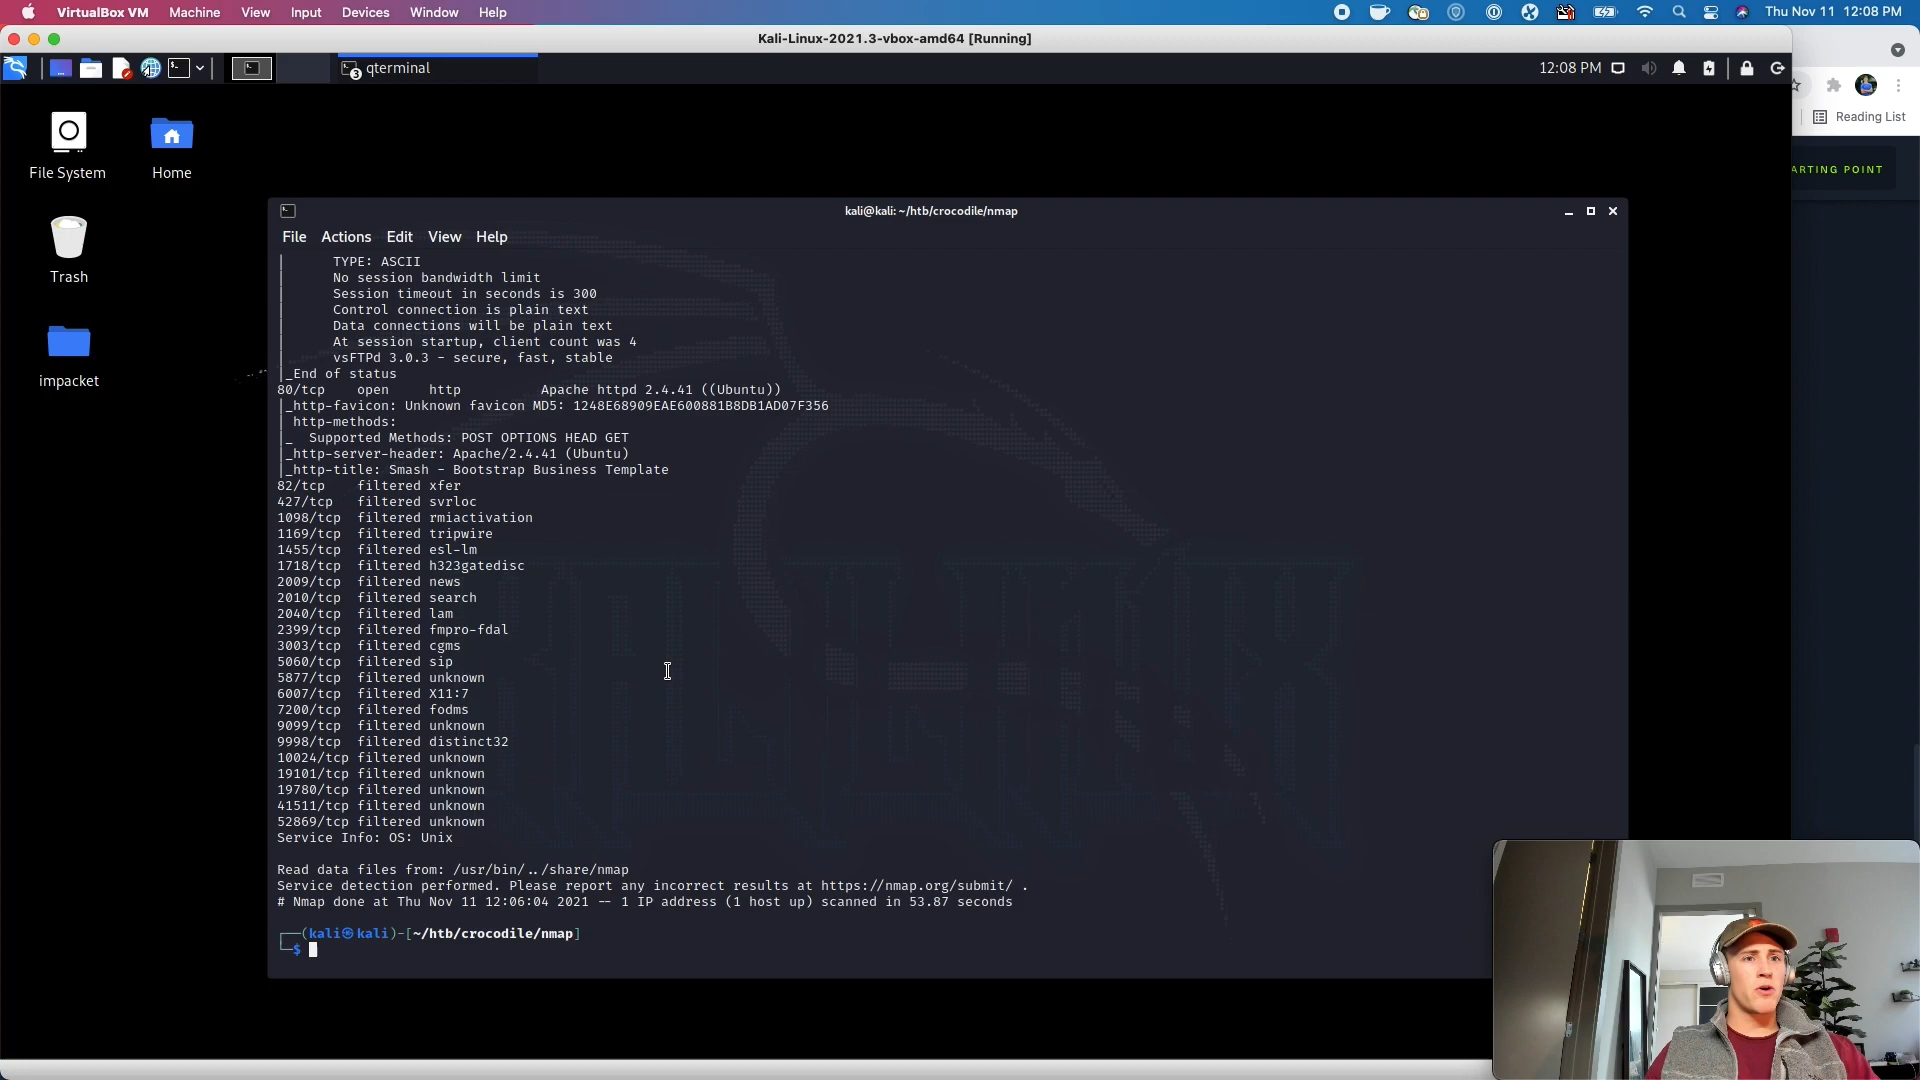 VirtualBox VM Machine View Input Devices Window Help Thu Nov 11 12:08 PM
Kali-Linux-2021.3-vbox-amd64 [Running]
3 qterminal 12:08 PM
Reading List
ARTING POINT
File System Home
Trash
impacket
kali@kali: ~/htb/crocodile/nmap
File Actions Edit View Help
|      TYPE: ASCII
|      No session bandwidth limit
|      Session timeout in seconds is 300
|      Control connection is plain text
|      Data connections will be plain text
|      At session startup, client count was 4
|      vsFTPd 3.0.3 - secure, fast, stable
|_End of status
80/tcp    open     http          Apache httpd 2.4.41 ((Ubuntu))
|_http-favicon: Unknown favicon MD5: 1248E68909EAE600881B8DB1AD07F356
| http-methods:
|_  Supported Methods: POST OPTIONS HEAD GET
|_http-server-header: Apache/2.4.41 (Ubuntu)
|_http-title: Smash - Bootstrap Business Template
82/tcp    filtered xfer
427/tcp   filtered svrloc
1098/tcp  filtered rmiactivation
1169/tcp  filtered tripwire
1455/tcp  filtered esl-lm
1718/tcp  filtered h323gatedisc
2009/tcp  filtered news
2010/tcp  filtered search
2040/tcp  filtered lam
2399/tcp  filtered fmpro-fdal
3003/tcp  filtered cgms
5060/tcp  filtered sip
5877/tcp  filtered unknown
6007/tcp  filtered X11:7
7200/tcp  filtered fodms
9099/tcp  filtered unknown
9998/tcp  filtered distinct32
10024/tcp filtered unknown
19101/tcp filtered unknown
19780/tcp filtered unknown
41511/tcp filtered unknown
52869/tcp filtered unknown
Service Info: OS: Unix
Read data files from: /usr/bin/../share/nmap
Service detection performed. Please report any incorrect results at https://nmap.org/submit/ .
# Nmap done at Thu Nov 11 12:06:04 2021 -- 1 IP address (1 host up) scanned in 53.87 seconds
┌──(kali㉿kali)-[~/htb/crocodile/nmap]
└─$